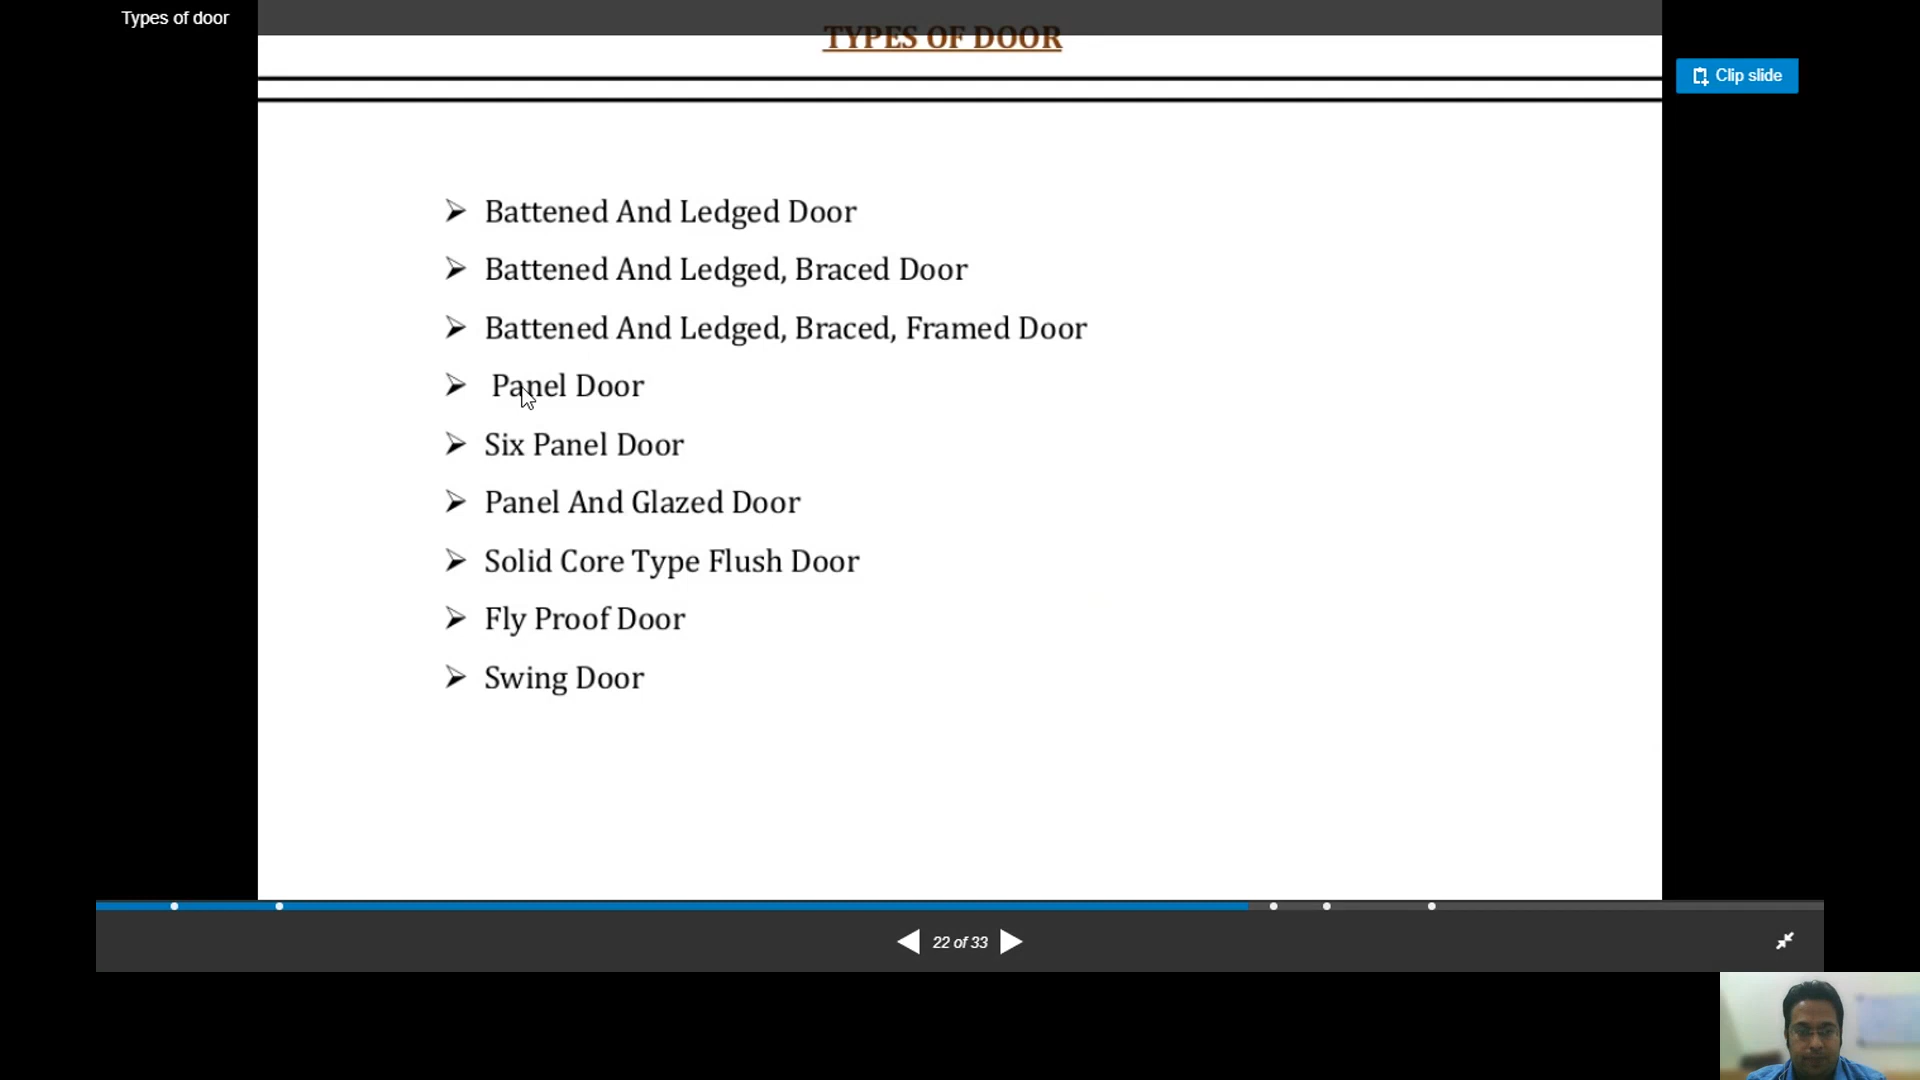 Types of door
TYPES OF DOOR
Clip slide
Battened And Ledged Door
Battened And Ledged, Braced Door
Battened And Ledged, Braced, Framed Door
Panel Door
Six Panel Door
Panel And Glazed Door
Solid Core Type Flush Door
Fly Proof Door
Swing Door
22 of 33